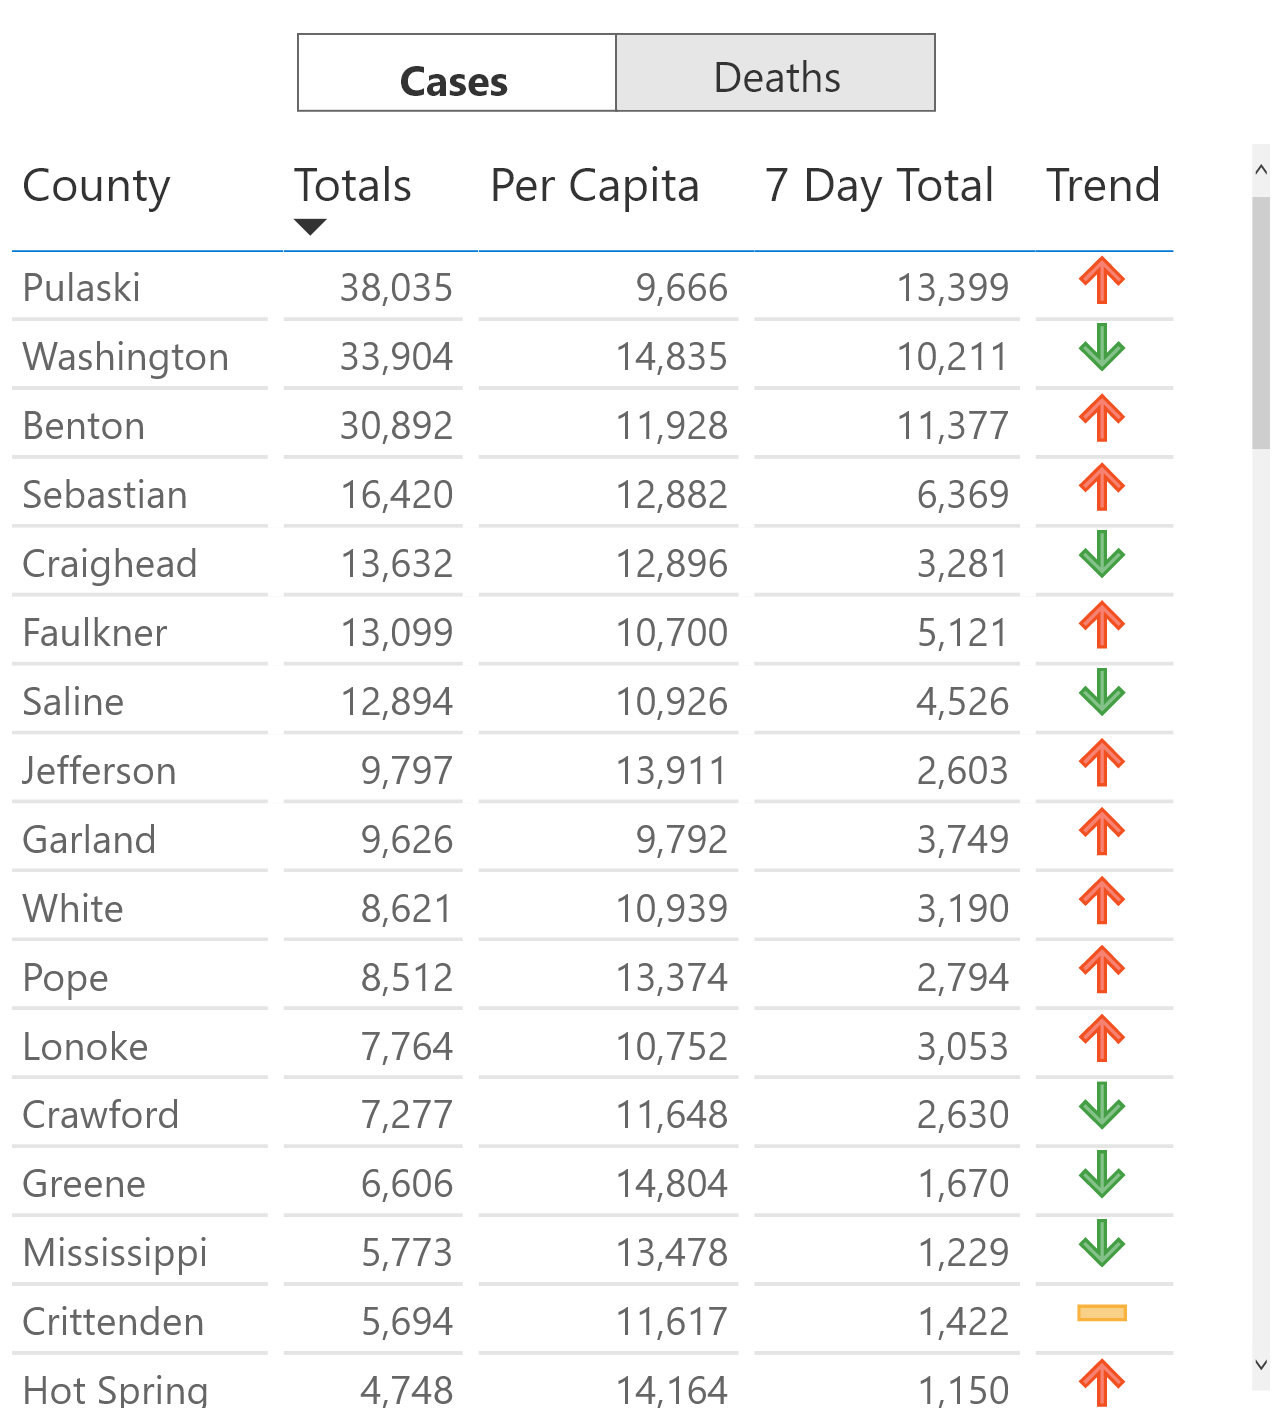 Cases Deaths
County Totals Per Capita 7 Day Total Trend
Pulaski 38,035 9,666 13,399
Washington 33,904 14,835 10,211
Benton 30,892 11,928 11,377
Sebastian 16,420 12,882 6,369
Craighead 13,632 12,896 3,281
Faulkner 13,099 10,700 5,121
Saline 12,894 10,926 4,526
Jefferson 9,797 13,911 2,603
Garland 9,626 9,792 3,749
White 8,621 10,939 3,190
Pope 8,512 13,374 2,794
Lonoke 7,764 10,752 3,053
Crawford 7,277 11,648 2,630
Greene 6,606 14,804 1,670
Mississippi 5,773 13,478 1,229
Crittenden 5,694 11,617 1,422
Hot Spring 4,748 14,164 1,150